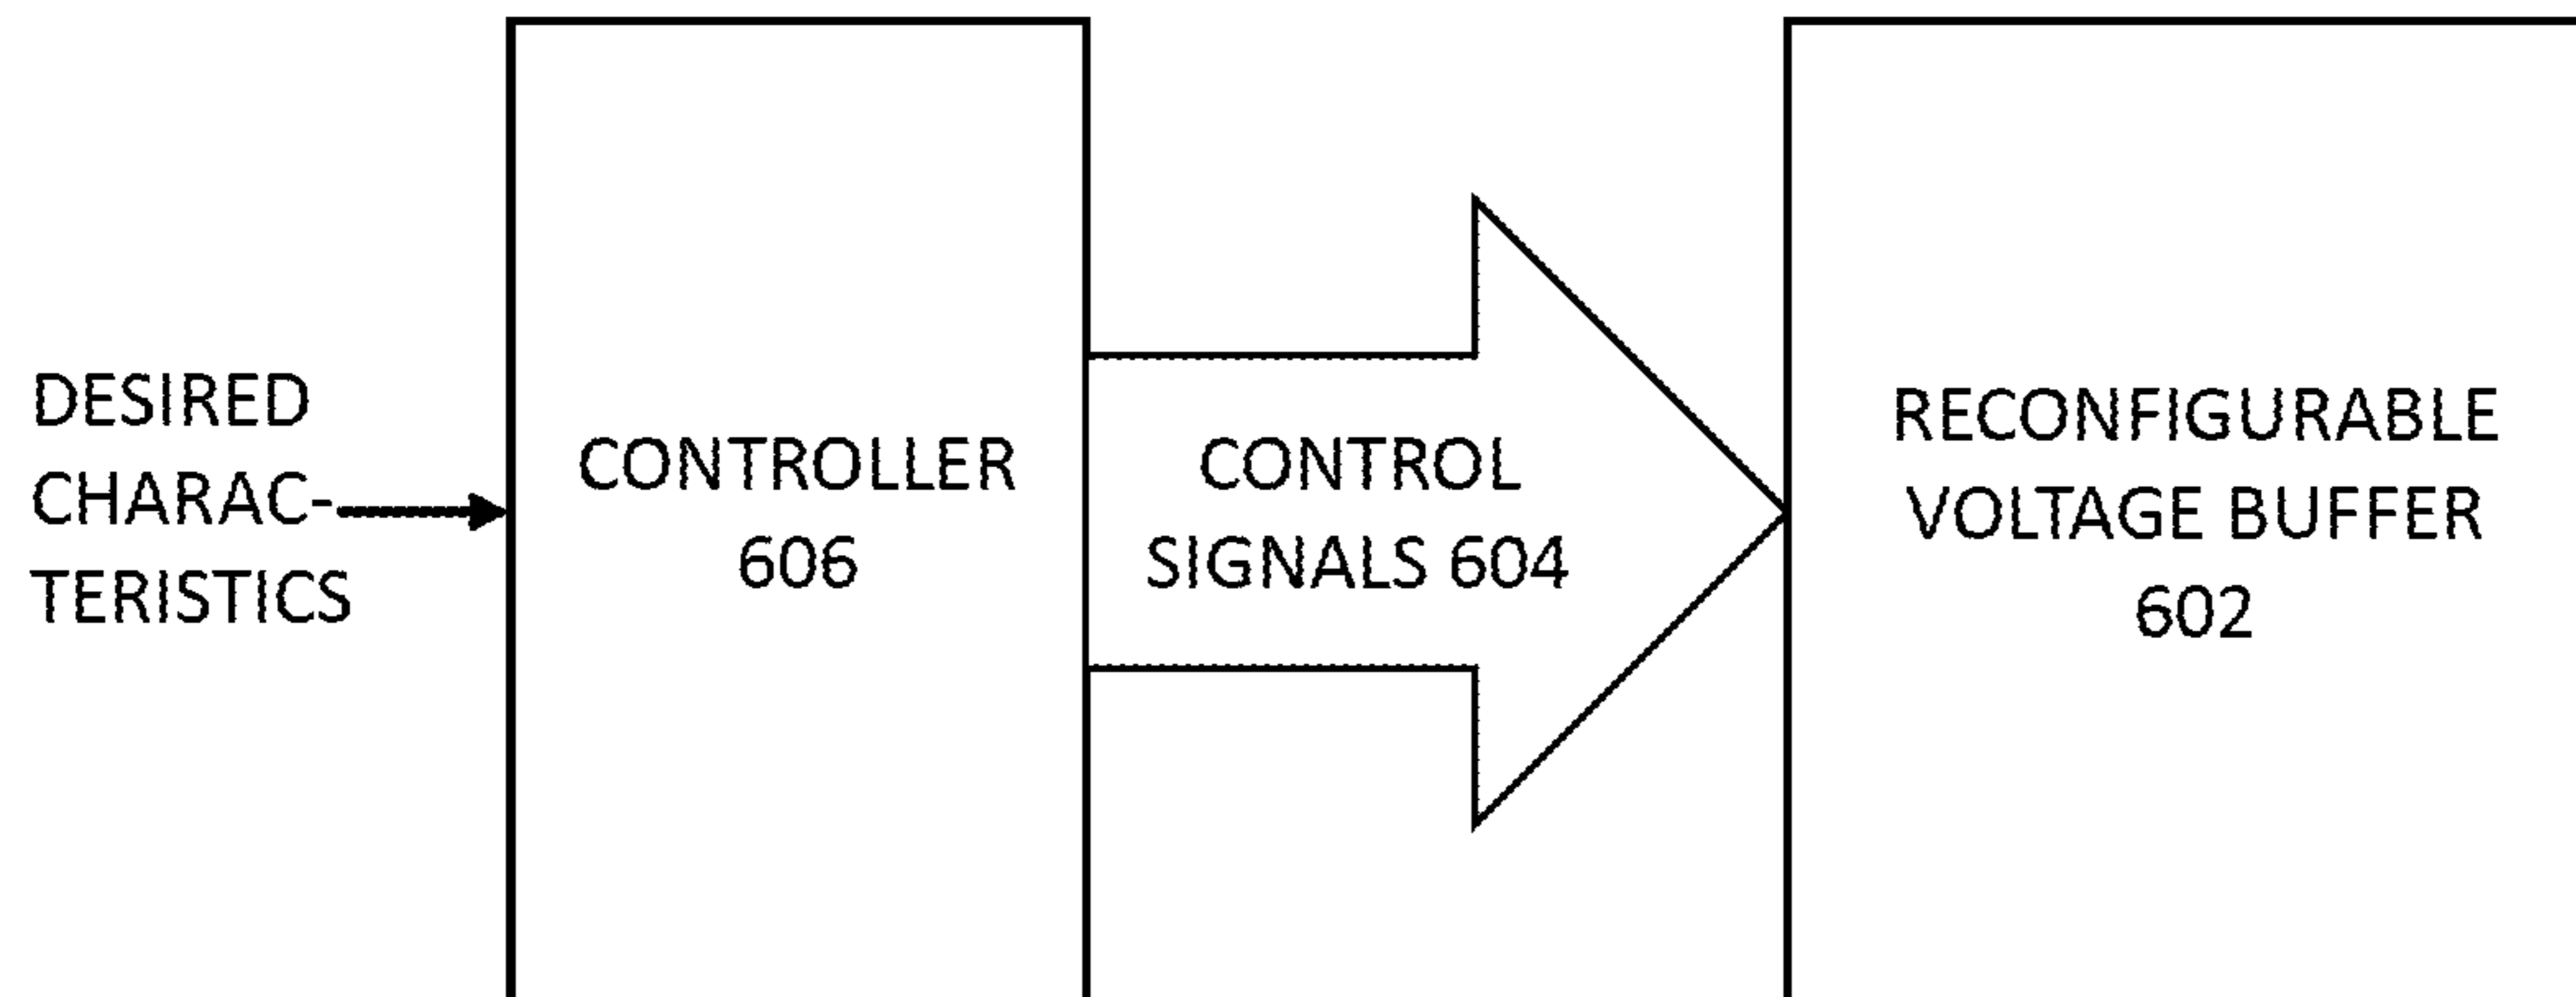 DESIRED
CHARAC-
TERISTICS
CONTROLLER
606
CONTROL
SIGNALS 604
RECONFIGURABLE
VOLTAGE BUFFER
602